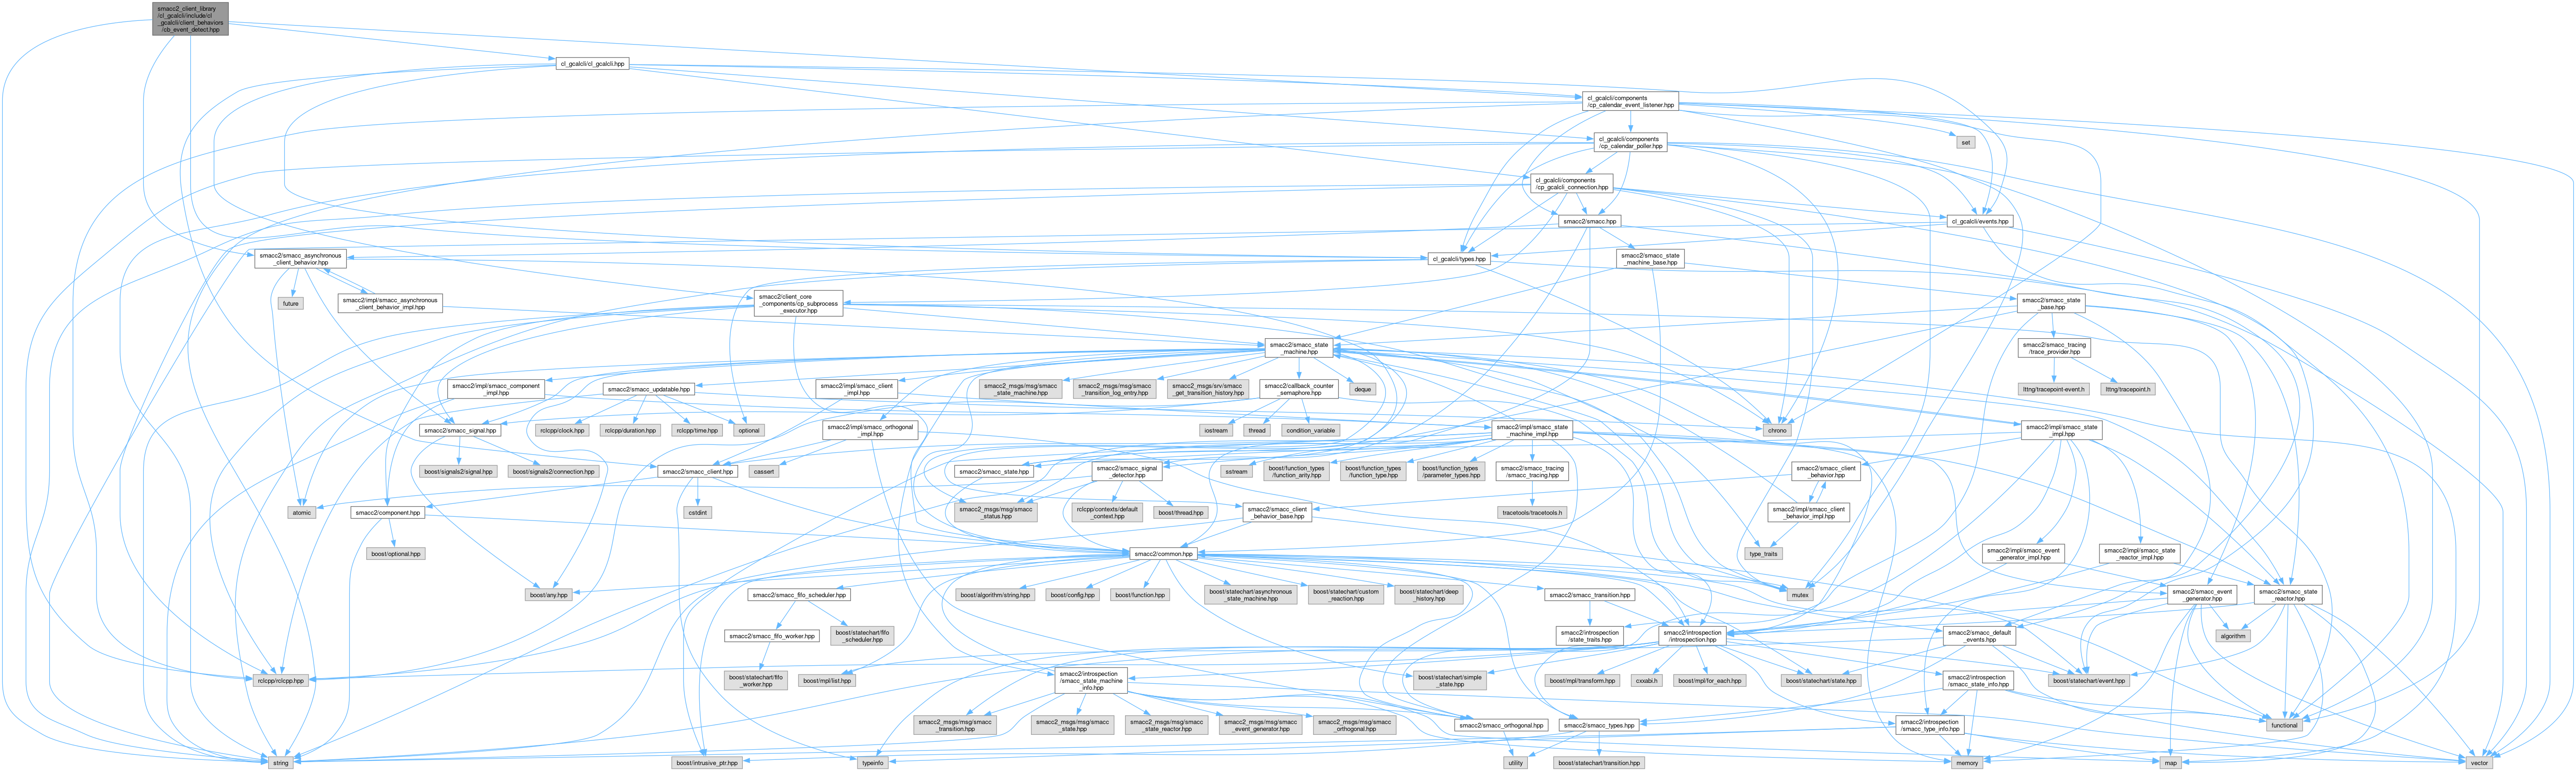 smacc2_client_library
/cl_gcalcli/include/cl
_gcalcli/client_behaviors
/cb_event_detect.hpp
cl_gcalcli/cl_gcalcli.hpp
cl_gcalcli/components
/cp_calendar_event_listener.hpp
cl_gcalcli/components
/cp_calendar_poller.hpp
set
cl_gcalcli/components
/cp_gcalcli_connection.hpp
smacc2/smacc.hpp
cl_gcalcli/events.hpp
smacc2/smacc_asynchronous
_client_behavior.hpp
cl_gcalcli/types.hpp
smacc2/smacc_state
_machine_base.hpp
future
smacc2/impl/smacc_asynchronous
_client_behavior_impl.hpp
smacc2/client_core
_components/cp_subprocess
_executor.hpp
smacc2/smacc_state
_base.hpp
smacc2/smacc_state
_machine.hpp
smacc2/smacc_tracing
/trace_provider.hpp
smacc2/impl/smacc_component
_impl.hpp
smacc2/smacc_updatable.hpp
smacc2/impl/smacc_client
_impl.hpp
smacc2_msgs/msg/smacc
_state_machine.hpp
smacc2_msgs/msg/smacc
_transition_log_entry.hpp
smacc2_msgs/srv/smacc
_get_transition_history.hpp
smacc2/callback_counter
_semaphore.hpp
deque
lttng/tracepoint-event.h
lttng/tracepoint.h
smacc2/smacc_signal.hpp
rclcpp/clock.hpp
rclcpp/duration.hpp
rclcpp/time.hpp
optional
smacc2/impl/smacc_orthogonal
_impl.hpp
iostream
thread
condition_variable
smacc2/impl/smacc_state
_machine_impl.hpp
chrono
smacc2/impl/smacc_state
_impl.hpp
boost/signals2/signal.hpp
boost/signals2/connection.hpp
smacc2/smacc_client.hpp
cassert
smacc2/smacc_state.hpp
smacc2/smacc_signal
_detector.hpp
sstream
boost/function_types
/function_arity.hpp
boost/function_types
/function_type.hpp
boost/function_types
/parameter_types.hpp
smacc2/smacc_tracing
/smacc_tracing.hpp
smacc2/smacc_client
_behavior.hpp
atomic
smacc2/component.hpp
cstdint
smacc2_msgs/msg/smacc
_status.hpp
rclcpp/contexts/default
_context.hpp
boost/thread.hpp
smacc2/smacc_client
_behavior_base.hpp
tracetools/tracetools.h
smacc2/impl/smacc_client
_behavior_impl.hpp
boost/optional.hpp
smacc2/common.hpp
type_traits
smacc2/impl/smacc_event
_generator_impl.hpp
smacc2/impl/smacc_state
_reactor_impl.hpp
boost/any.hpp
smacc2/smacc_fifo_scheduler.hpp
boost/algorithm/string.hpp
boost/config.hpp
boost/function.hpp
boost/statechart/asynchronous
_state_machine.hpp
boost/statechart/custom
_reaction.hpp
boost/statechart/deep
_history.hpp
smacc2/smacc_transition.hpp
mutex
smacc2/smacc_event
_generator.hpp
smacc2/smacc_state
_reactor.hpp
smacc2/smacc_fifo_worker.hpp
boost/statechart/fifo
_scheduler.hpp
smacc2/introspection
/state_traits.hpp
smacc2/introspection
/introspection.hpp
smacc2/smacc_default
_events.hpp
algorithm
rclcpp/rclcpp.hpp
boost/statechart/fifo
_worker.hpp
boost/mpl/list.hpp
smacc2/introspection
/smacc_state_machine
_info.hpp
boost/statechart/simple
_state.hpp
boost/mpl/transform.hpp
cxxabi.h
boost/mpl/for_each.hpp
boost/statechart/state.hpp
smacc2/introspection
/smacc_state_info.hpp
boost/statechart/event.hpp
smacc2_msgs/msg/smacc
_transition.hpp
smacc2_msgs/msg/smacc
_state.hpp
smacc2_msgs/msg/smacc
_state_reactor.hpp
smacc2_msgs/msg/smacc
_event_generator.hpp
smacc2_msgs/msg/smacc
_orthogonal.hpp
smacc2/smacc_orthogonal.hpp
smacc2/smacc_types.hpp
smacc2/introspection
/smacc_type_info.hpp
functional
string
boost/intrusive_ptr.hpp
typeinfo
utility
boost/statechart/transition.hpp
memory
map
vector